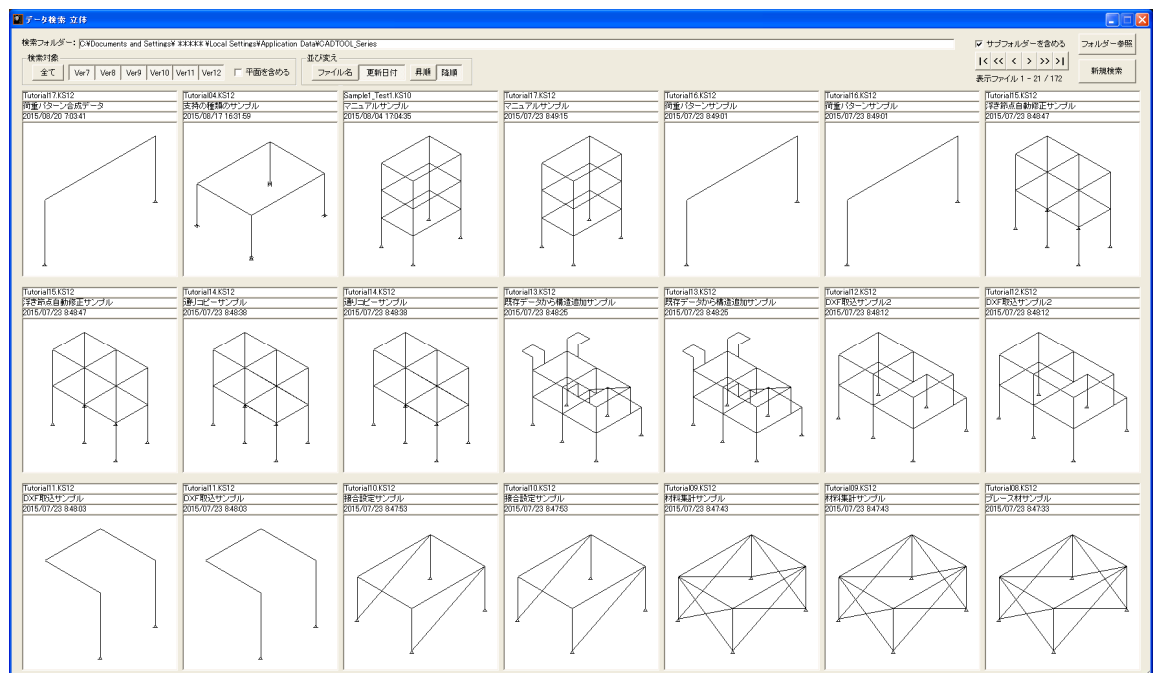 データ検索 立体
検索フォルダー： C:¥Documents and Settings¥ ***** ¥Local Settings¥Application Data¥CADTOOL_Series
サブフォルダーを含める
フォルダー参照
検索対象
全て Ver7 Ver8 Ver9 Ver10 Ver11 Ver12 平面を含める
並び変え
ファイル名 更新日付 昇順 降順
|< << < > >> >|
表示ファイル 1 - 21 / 172
新規検索
Tutorial17.KS12
荷重パターン合成データ
2015/08/20 7:03:41
Tutorial04.KS12
支持の種類のサンプル
2015/08/17 16:31:59
Sample1_Test1.KS10
マニュアルサンプル
2015/08/04 17:04:35
Tutorial17.KS12
マニュアルサンプル
2015/07/23 8:49:15
Tutorial16.KS12
荷重パターンサンプル
2015/07/23 8:49:01
Tutorial16.KS12
荷重パターンサンプル
2015/07/23 8:49:01
Tutorial15.KS12
浮き節点自動修正サンプル
2015/07/23 8:48:47
Tutorial15.KS12
浮き節点自動修正サンプル
2015/07/23 8:48:47
Tutorial14.KS12
通りコピーサンプル
2015/07/23 8:48:38
Tutorial14.KS12
通りコピーサンプル
2015/07/23 8:48:38
Tutorial13.KS12
既存データから構造追加サンプル
2015/07/23 8:48:25
Tutorial13.KS12
既存データから構造追加サンプル
2015/07/23 8:48:25
Tutorial12.KS12
DXF取込サンプル2
2015/07/23 8:48:12
Tutorial12.KS12
DXF取込サンプル2
2015/07/23 8:48:12
Tutorial11.KS12
DXF取込サンプル
2015/07/23 8:48:03
Tutorial11.KS12
DXF取込サンプル
2015/07/23 8:48:03
Tutorial10.KS12
接合設定サンプル
2015/07/23 8:47:53
Tutorial10.KS12
接合設定サンプル
2015/07/23 8:47:53
Tutorial09.KS12
材料集計サンプル
2015/07/23 8:47:43
Tutorial09.KS12
材料集計サンプル
2015/07/23 8:47:43
Tutorial08.KS12
ブレース材サンプル
2015/07/23 8:47:33